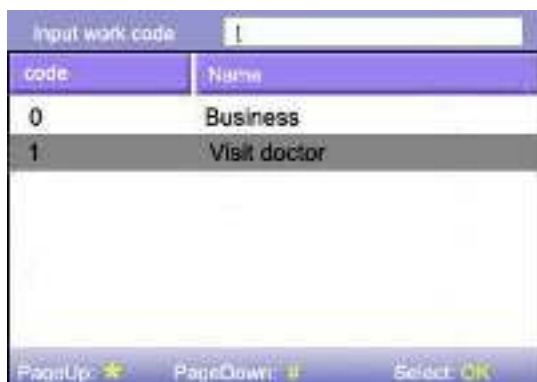 Input work code 1
code Name
0 Business
1 Visit doctor
PageUp: * PageDown: # Select: OK